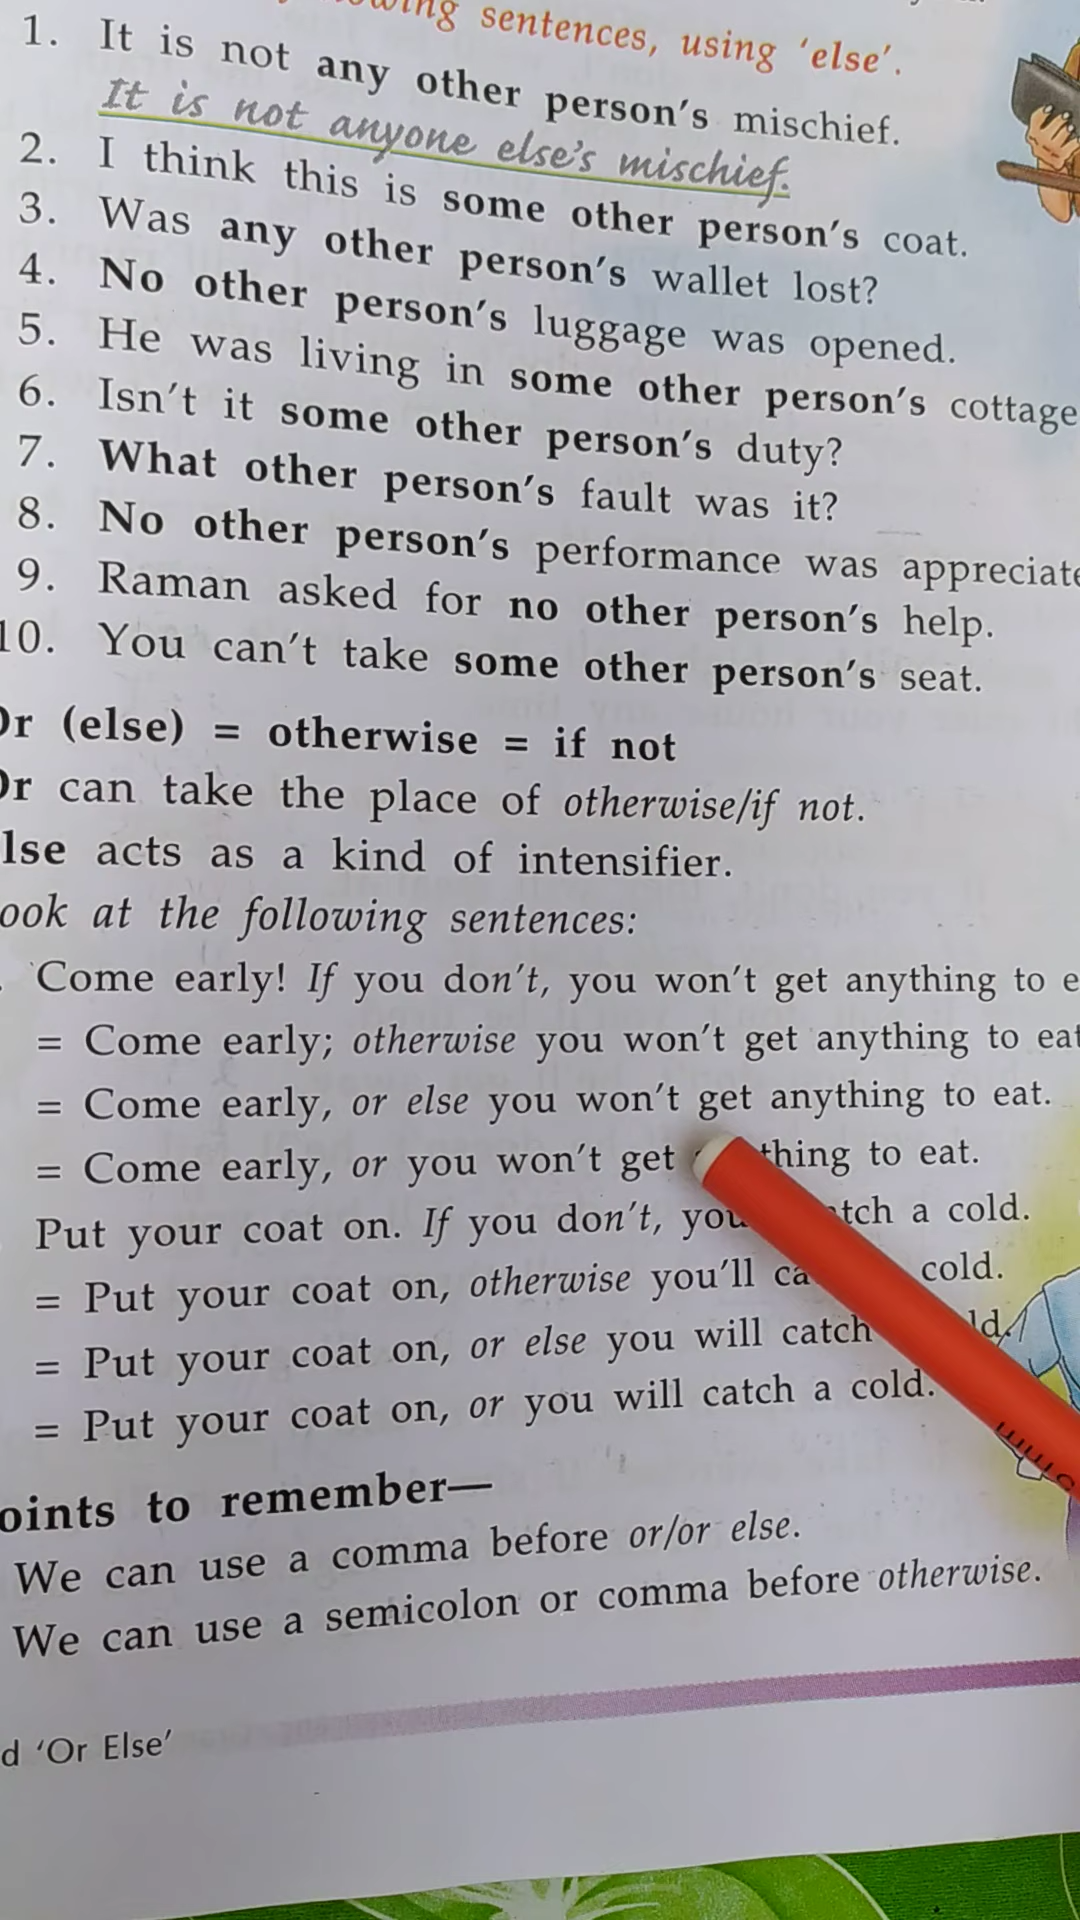 sentences, using ‘else’.
1. It is not any other person’s mischief.
It is not anyone else’s mischief.
2. I think this is some other person’s coat.
3. Was any other person’s wallet lost?
4. No other person’s luggage was opened.
5. He was living in some other person’s cottage
6. Isn’t it some other person’s duty?
7. What other person’s fault was it?
8. No other person’s performance was appreciate
9. Raman asked for no other person’s help.
10. You can’t take some other person’s seat.
Or (else) = otherwise = if not
Or can take the place of otherwise/if not.
lse acts as a kind of intensifier.
ook at the following sentences:
Come early! If you don’t, you won’t get anything to e
= Come early; otherwise you won’t get anything to eat
= Come early, or else you won’t get anything to eat.
= Come early, or you won’t get thing to eat.
Put your coat on. If you don’t, you tch a cold.
= Put your coat on, otherwise you’ll ca cold.
= Put your coat on, or else you will catch ld.
= Put your coat on, or you will catch a cold.
oints to remember—
We can use a comma before or/or else.
We can use a semicolon or comma before otherwise.
d ‘Or Else’